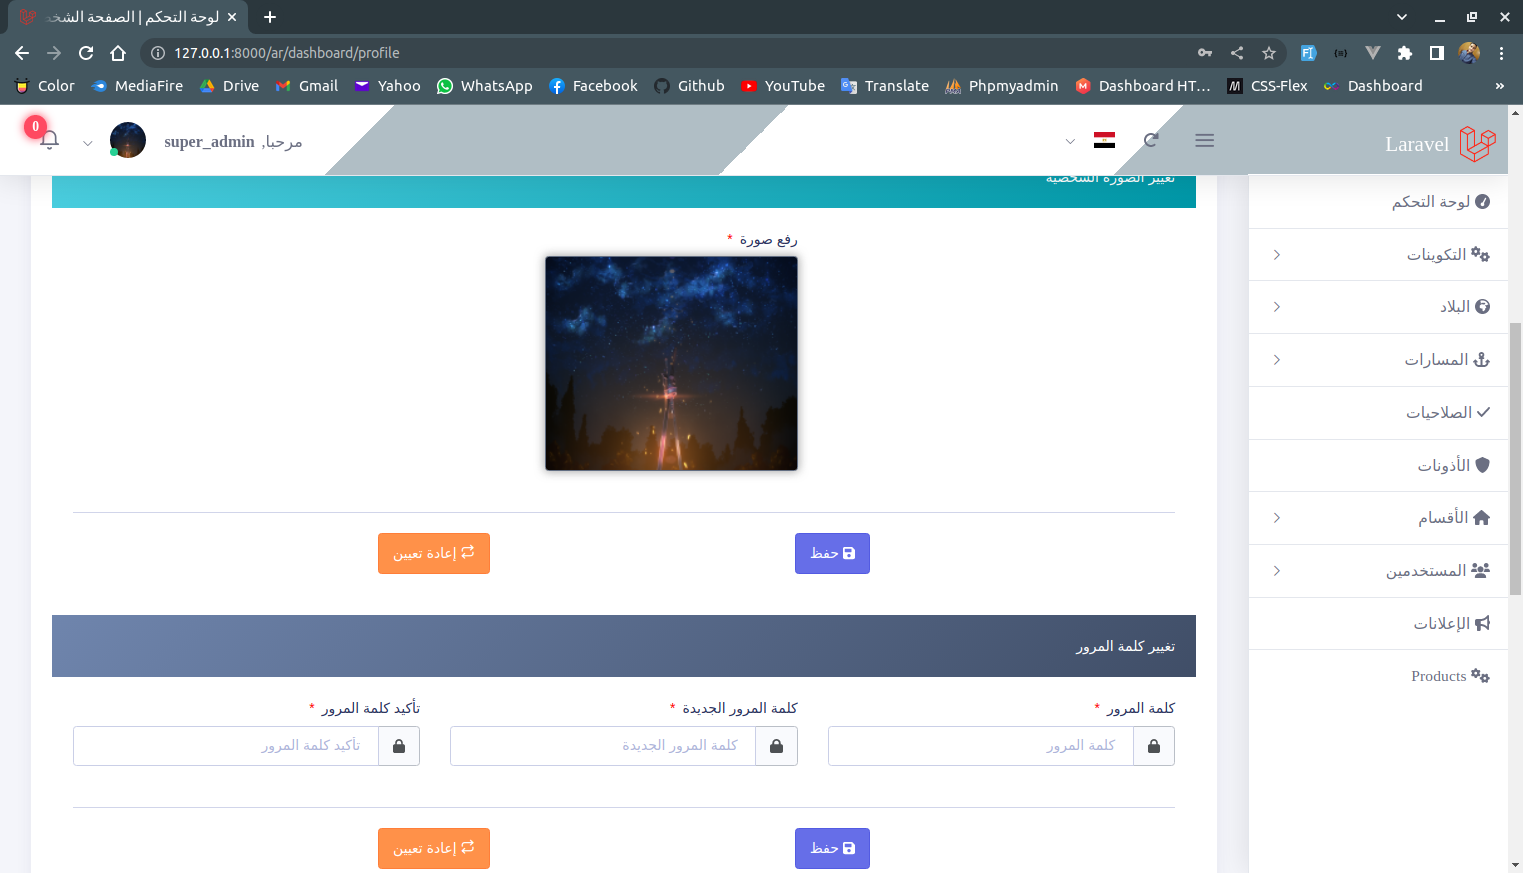 لوحة التحكم | الصفحة الشخ
127.0.0.1:8000/ar/dashboard/profile
Color
MediaFire
Drive
Gmail
Yahoo
WhatsApp
Facebook
Github
YouTube
Translate
Phpmyadmin
Dashboard HT…
CSS-Flex
Dashboard
»
Laravel
مرحبا, super_admin
0
لوحة التحكم
التكوينات
البلاد
المسارات
الصلاحيات
الأذونات
الأقسام
المستخدمين
الإعلانات
Products
تغيير الصورة الشخصية
رفع صورة *
حفظ
إعادة تعيين
تغيير كلمة المرور
كلمة المرور *
كلمة المرور الجديدة *
تأكيد كلمة المرور *
كلمة المرور
كلمة المرور الجديدة
تأكيد كلمة المرور
حفظ
إعادة تعيين